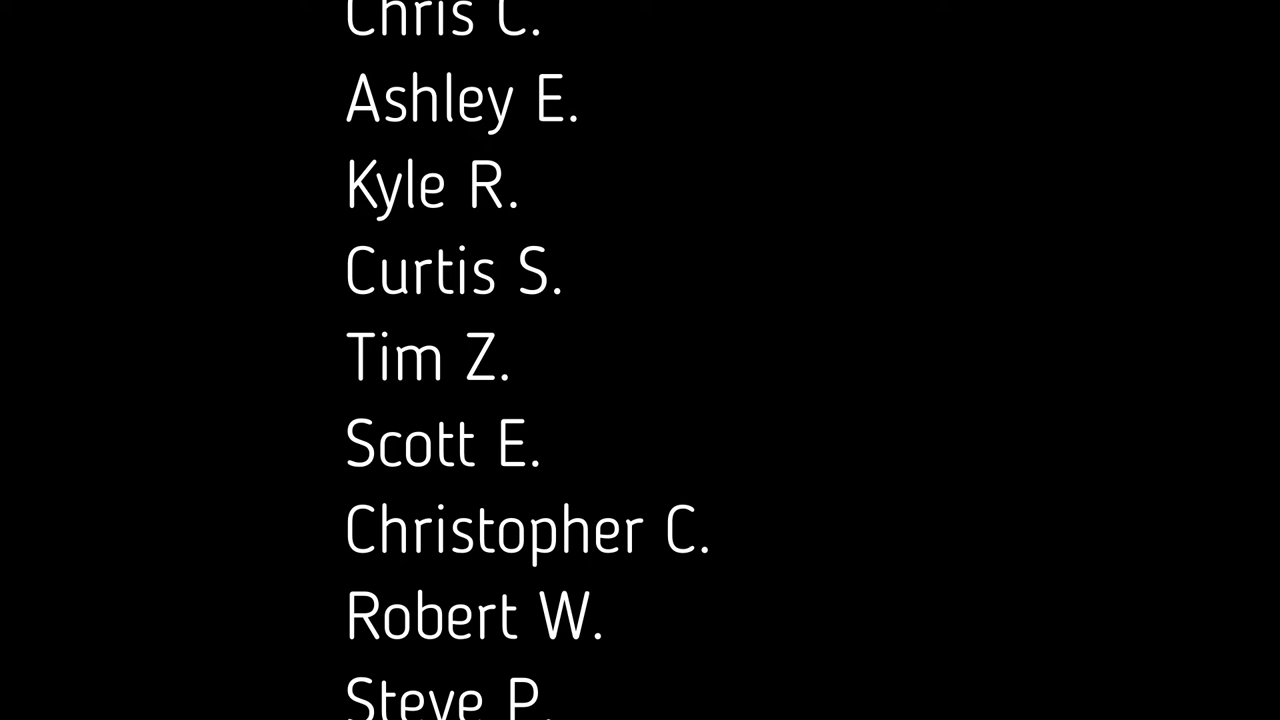 Chris C.
Ashley E.
Kyle R.
Curtis S.
Tim Z.
Scott E.
Christopher C.
Robert W.
Steve P.